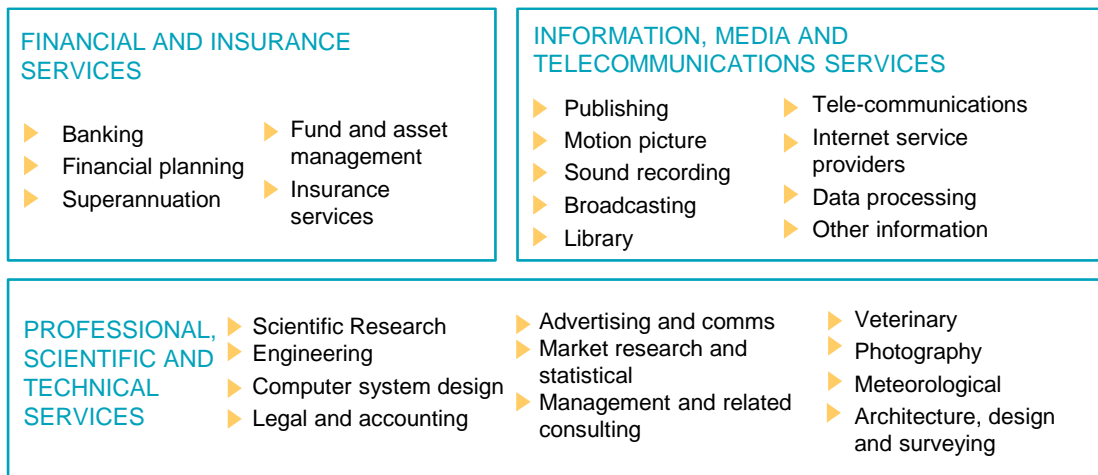 FINANCIAL AND INSURANCE
SERVICES
Banking
Financial planning
Superannuation
Fund and asset
management
Insurance
services
INFORMATION, MEDIA AND
TELECOMMUNICATIONS SERVICES
Publishing
Motion picture
Sound recording
Broadcasting
Library
Tele-communications
Internet service
providers
Data processing
Other information
PROFESSIONAL,
SCIENTIFIC AND
TECHNICAL
SERVICES
Scientific Research
Engineering
Computer system design
Legal and accounting
Advertising and comms
Market research and
statistical
Management and related
consulting
Veterinary
Photography
Meteorological
Architecture, design
and surveying